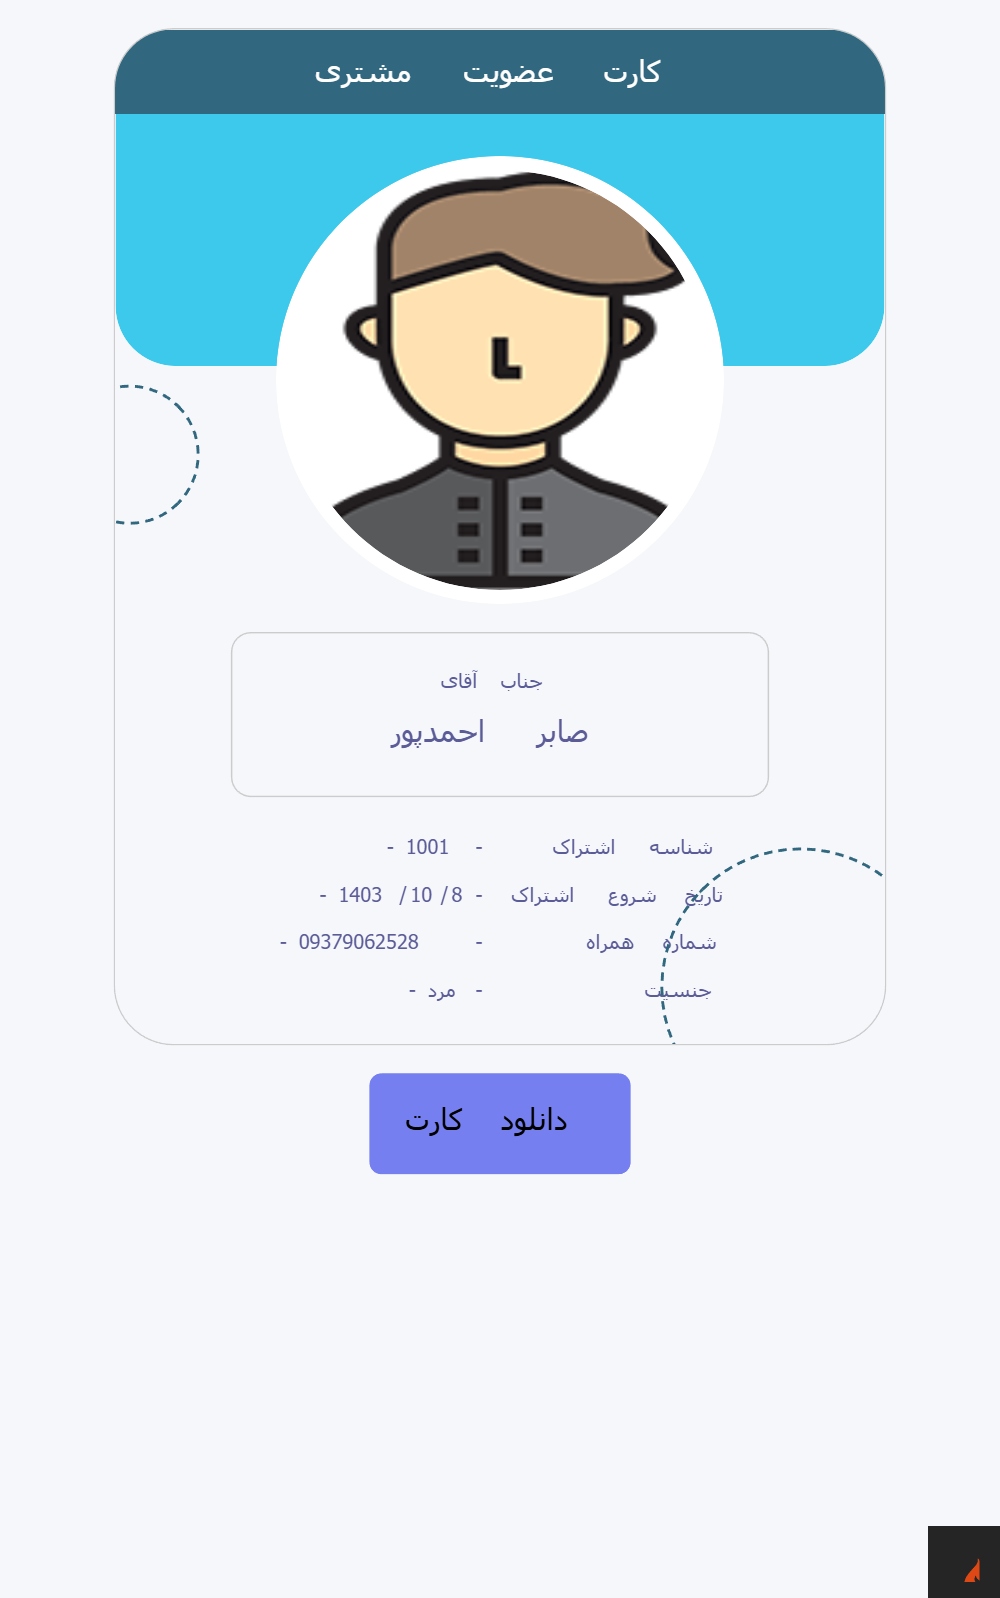 کارت عضویت مشتری
جناب آقای
صابر احمدپور
شناسه اشتراک - 1001 -
تاریخ شروع اشتراک - 8/ 10/ 1403 -
شماره همراه - 09379062528 -
جنسیت - مرد -
دانلود کارت